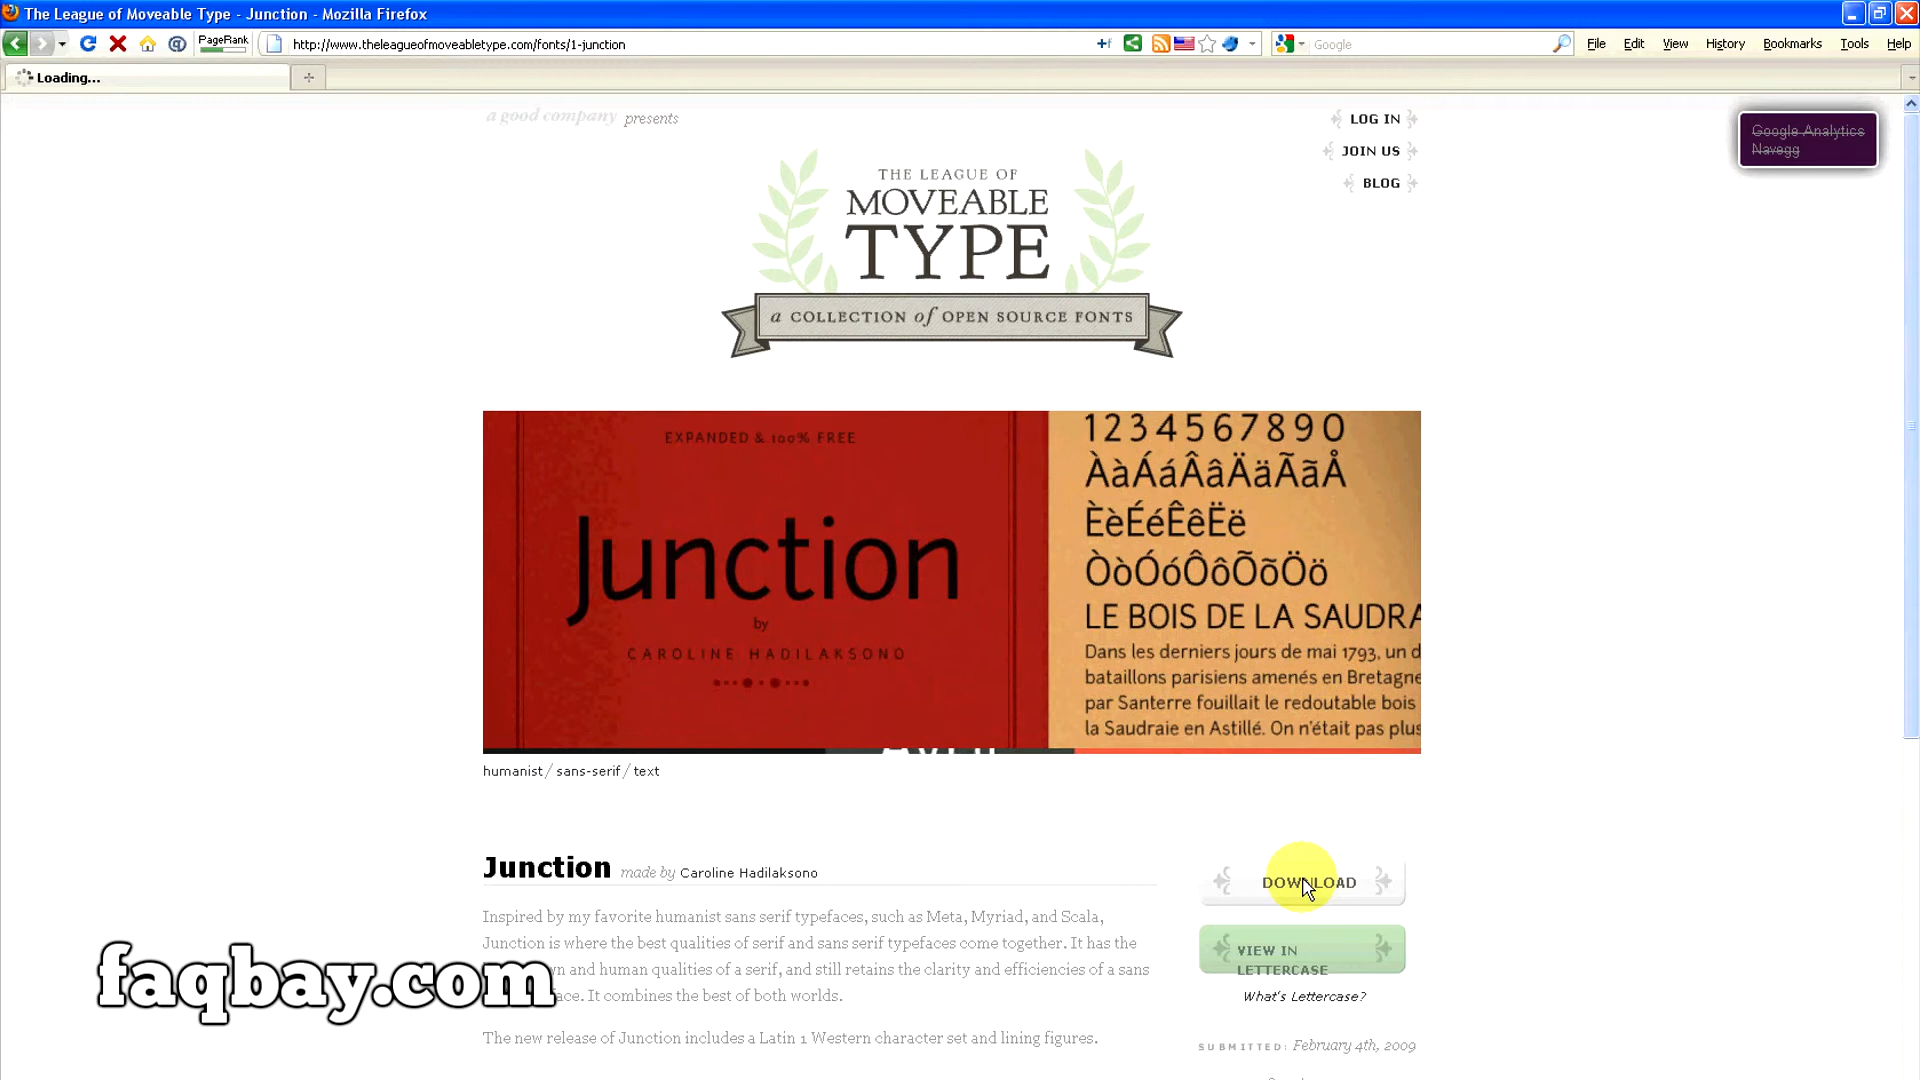 The League of Moveable Type - Junction - Mozilla Firefox
PageRank
http://www.theleagueofmoveabletype.com/fonts/1-junction
Google
File Edit View History Bookmarks Tools Help
Loading...
a good company presents
LOG IN
JOIN US
BLOG
Google Analytics
Navegg
THE LEAGUE OF
MOVEABLE
TYPE
a COLLECTION of OPEN SOURCE FONTS
EXPANDED & 100% FREE
Junction
by
CAROLINE HADILAKSONO
1234567890
ÀàÁáÂâÄäÃãÅ
ÈèÉéÊêËë
ÒòÓóÔôÕõÖö
LE BOIS DE LA SAUDRA
Dans les derniers jours de mai 1793, un d
bataillons parisiens amenés en Bretagne
par Santerre fouillait le redoutable bois
la Saudraie en Astillé. On n'était pas plus
humanist / sans-serif / text
Junction made by Caroline Hadilaksono
Inspired by my favorite humanist sans serif typefaces, such as Meta, Myriad, and Scala,
Junction is where the best qualities of serif and sans serif typefaces come together. It has the
and human qualities of a serif, and still retains the clarity and efficiencies of a sans
It combines the best of both worlds.
The new release of Junction includes a Latin 1 Western character set and lining figures.
DOWNLOAD
VIEW IN
LETTERCASE
What's Lettercase?
SUBMITTED: February 4th, 2009
faqbay.com